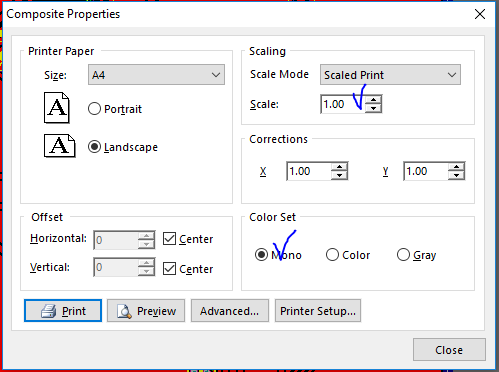 Composite Properties
Printer Paper
Size: A4
A Portrait
A Landscape
Scaling
Scale Mode Scaled Print
Scale: 1.00
Corrections
X 1.00 Y 1.00
Offset
Horizontal: 0 Center
Vertical: 0 Center
Color Set
Mono Color Gray
Print Preview Advanced... Printer Setup...
Close